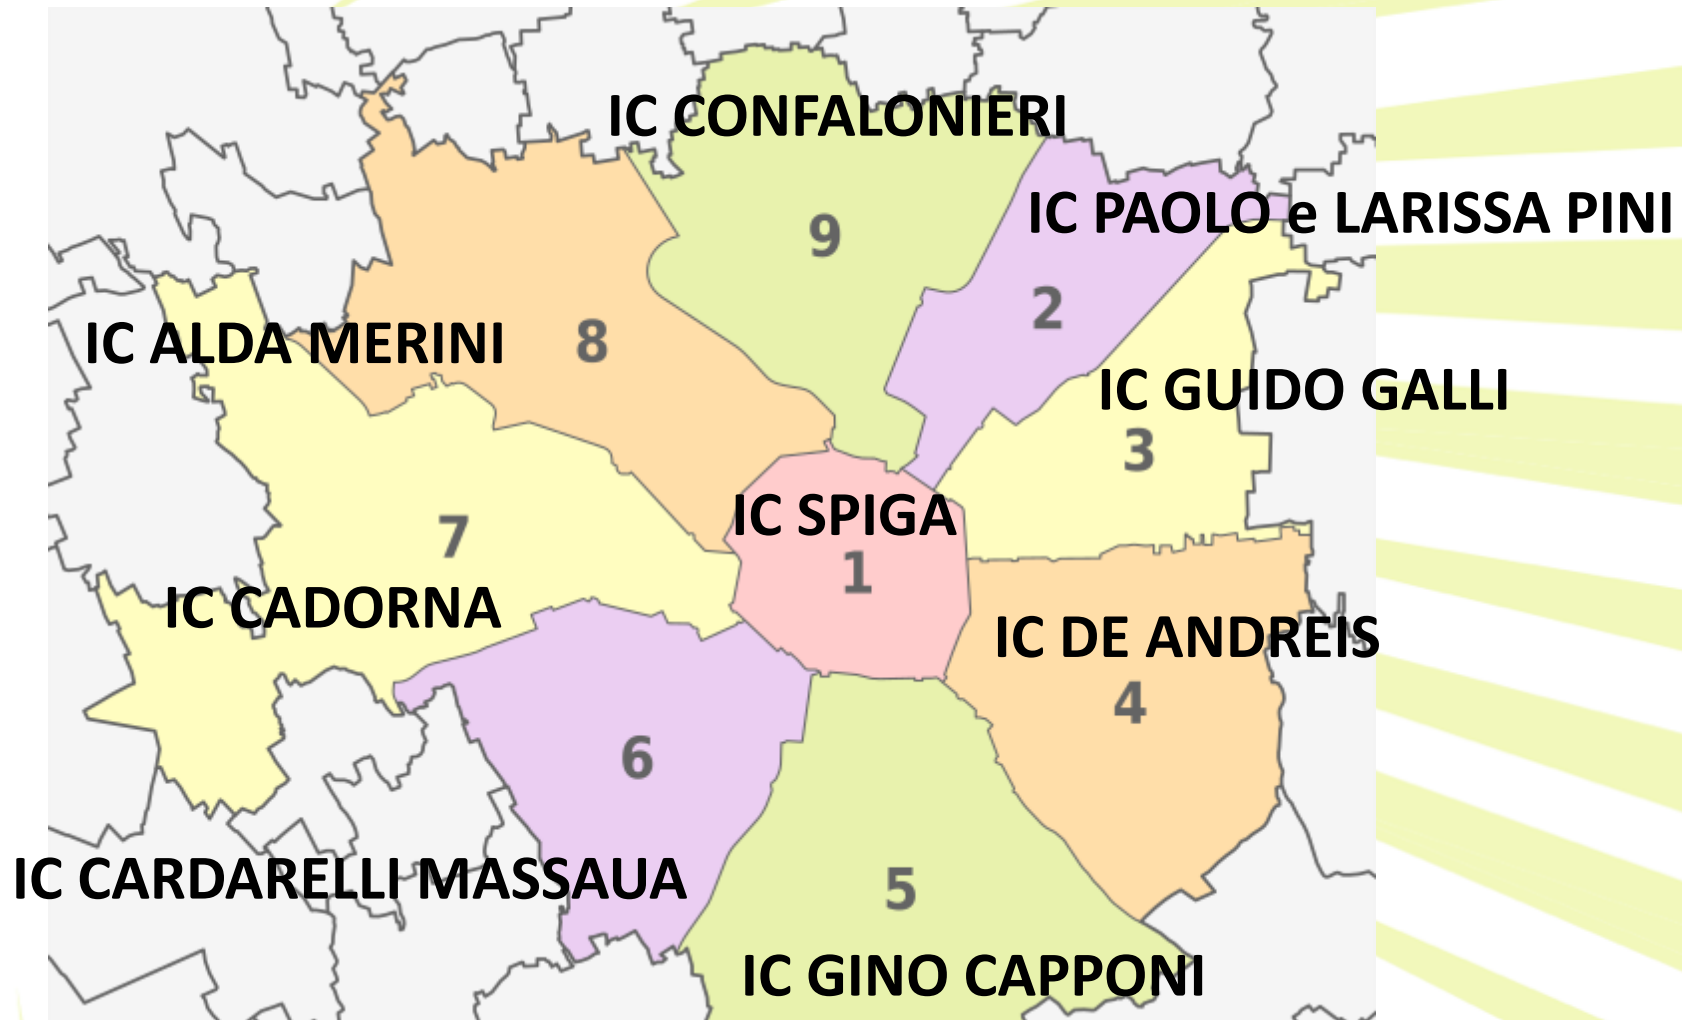 IC CONFALONIERI
IC PAOLO e LARISSA PINI
9
2
IC ALDA MERINI
8
IC GUIDO GALLI
3
IC SPIGA
7
1
IC CADORNA
IC DE ANDREIS
4
6
IC CARDARELLI MASSAUA
5
IC GINO CAPPONI